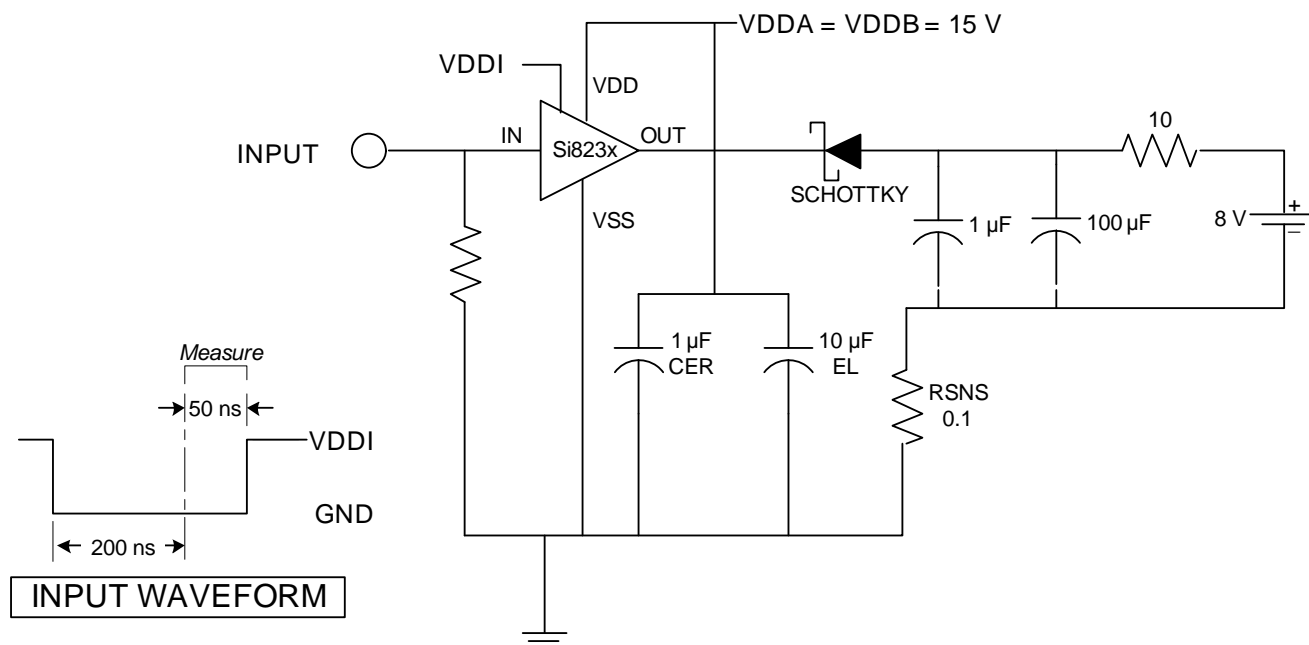 VDDA = VDDB = 15 V
VDDI
VDD
10
INPUT
IN
Si823x
OUT
SCHOTTKY
VSS
1 µF
100 µF
8 V
+
–
1 µF
CER
10 µF
EL
RSNS
0.1
Measure
50 ns
VDDI
GND
200 ns
INPUT WAVEFORM